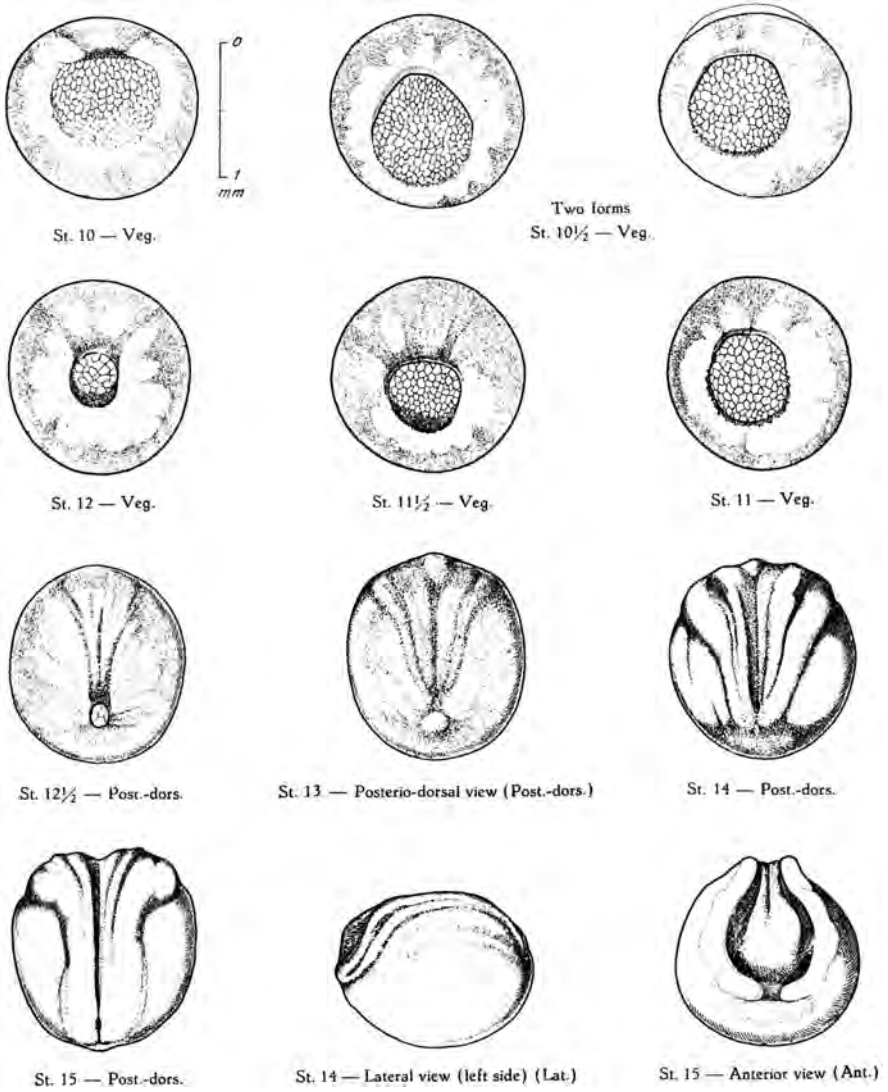 0
1
mm
St. 10 — Veg.
Two forms
St. 10½ — Veg.
St. 12 — Veg.
St. 11½ — Veg.
St. 11 — Veg.
St. 12½ — Post.-dors.
St. 13 — Posterio-dorsal view (Post.-dors.)
St. 14 — Post.-dors.
St. 15 — Post.-dors.
St. 14 — Lateral view (left side) (Lat.)
St. 15 — Anterior view (Ant.)